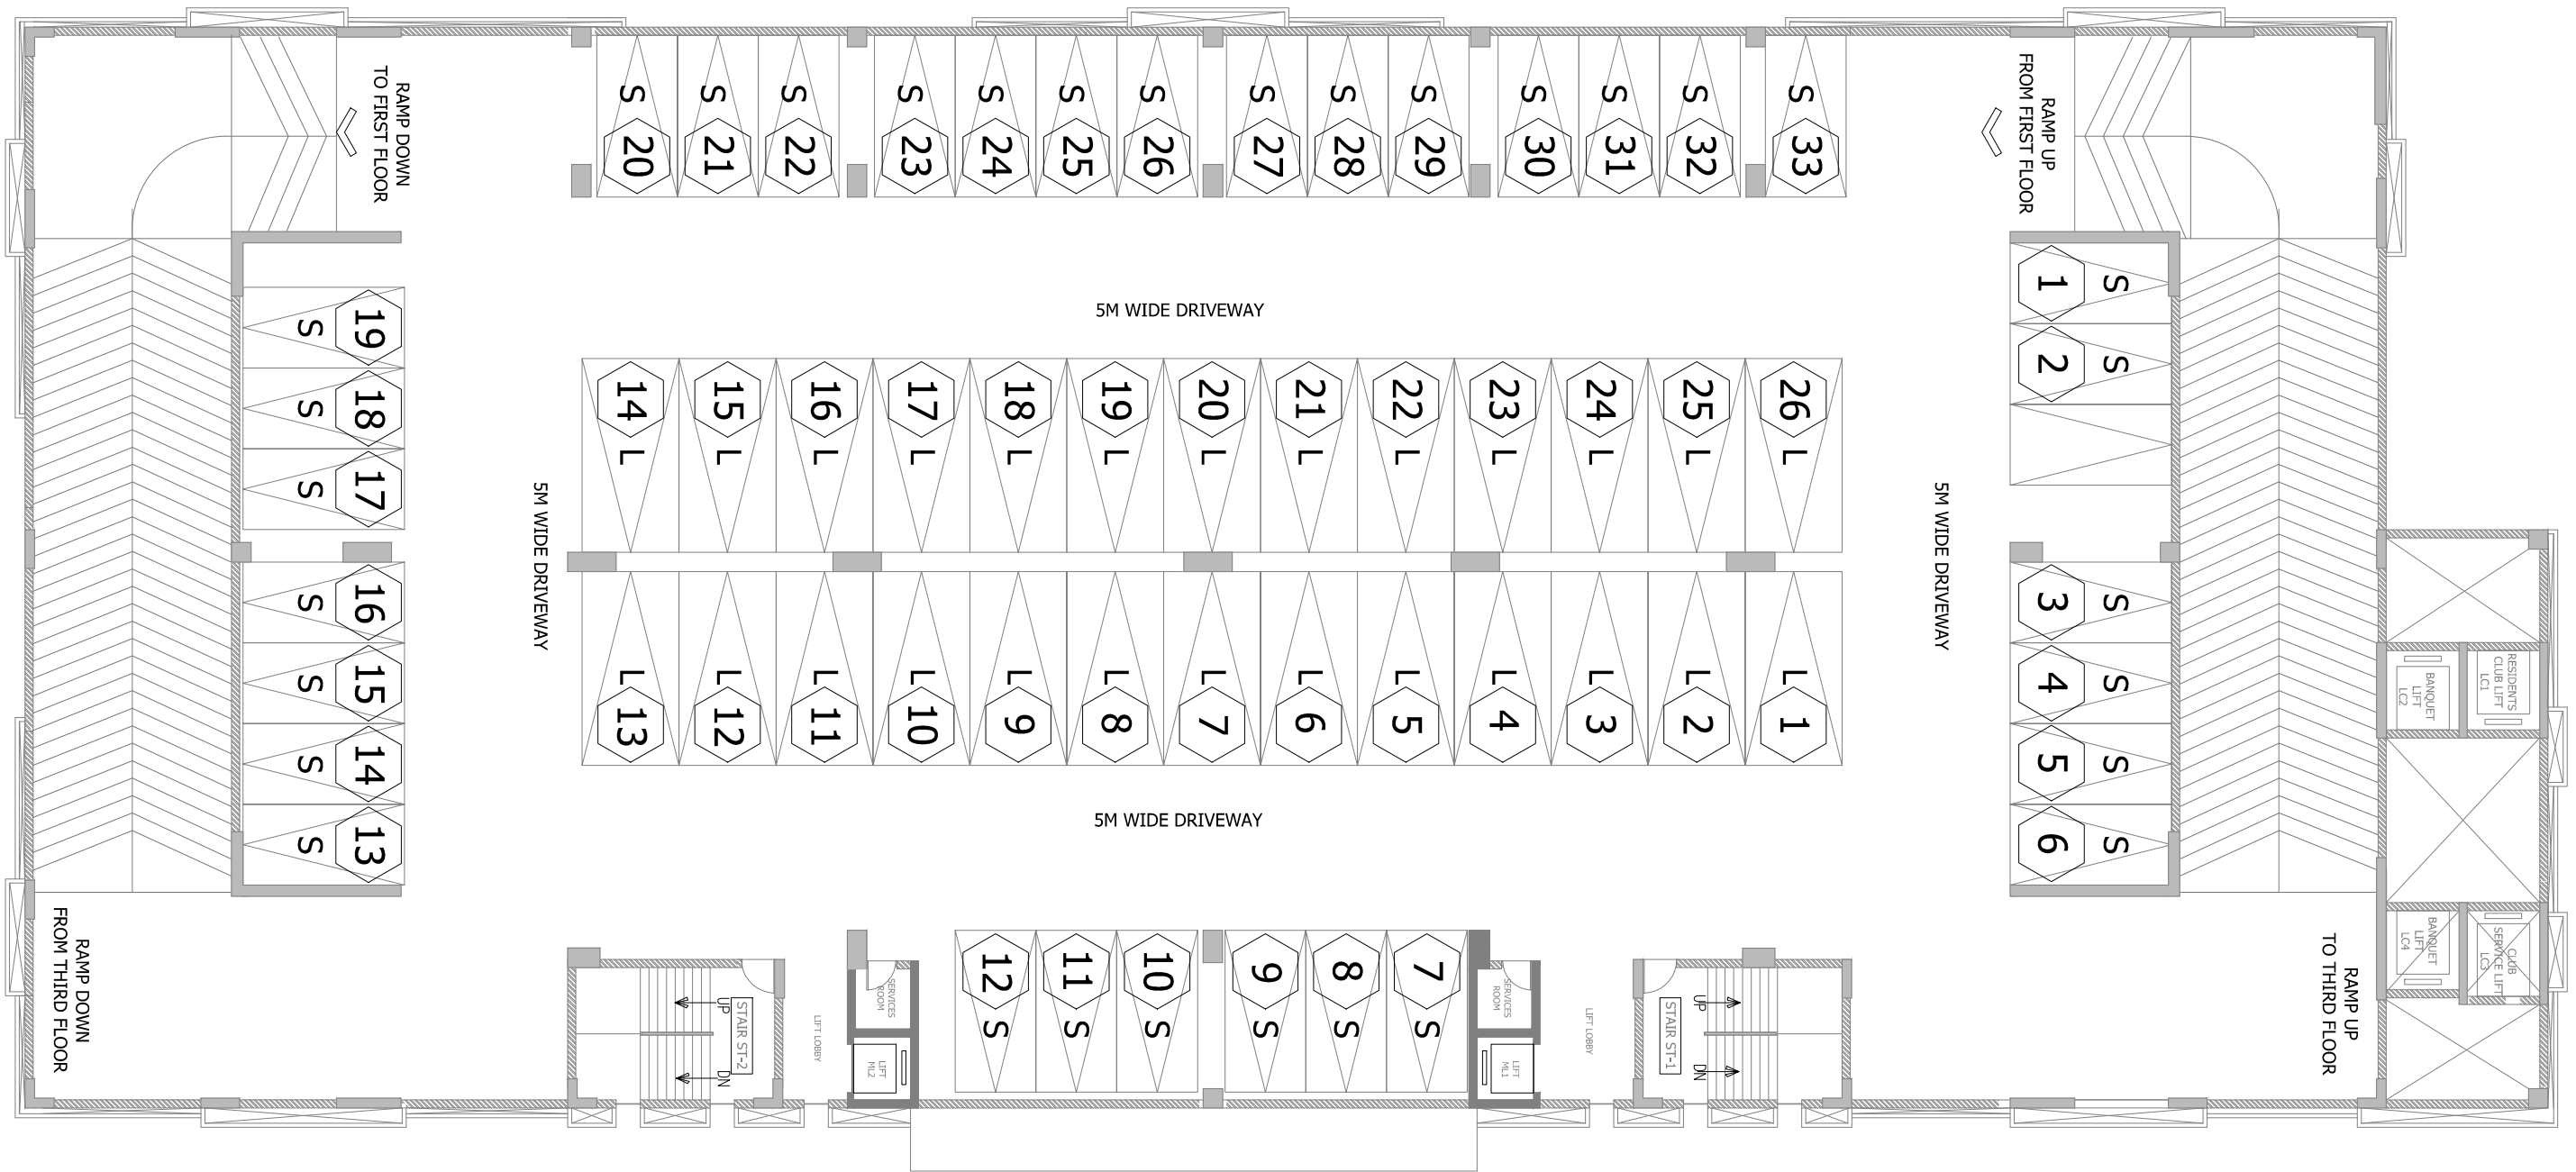 RAMP DOWN
TO FIRST FLOOR
S 20
S 21
S 22
S 23
S 24
S 25
S 26
S 27
S 28
S 29
S 30
S 31
S 32
S 33
RAMP UP
FROM FIRST FLOOR
5M WIDE DRIVEWAY
19 S
18 S
17 S
16 S
15 S
14 S
13 S
5M WIDE DRIVEWAY
14 L
15 L
16 L
17 L
18 L
19 L
20 L
21 L
22 L
23 L
24 L
25 L
26 L
L 13
L 12
L 11
L 10
L 9
L 8
L 7
L 6
L 5
L 4
L 3
L 2
L 1
5M WIDE DRIVEWAY
1 S
2 S
3 S
4 S
5 S
6 S
5M WIDE DRIVEWAY
RESIDENTS
CLUB LIFT
LC1
BANQUET
LIFT
LC2
CLUB
SERVICE LIFT
LC3
BANQUET
LIFT
LC4
RAMP DOWN
FROM THIRD FLOOR
UP
DN
STAIR ST-2
LIFT LOBBY
SERVICES
ROOM
LIFT
ML2
12 S
11 S
10 S
9 S
8 S
7 S
SERVICES
ROOM
LIFT
ML1
LIFT LOBBY
STAIR ST-1
UP
DN
RAMP UP
TO THIRD FLOOR